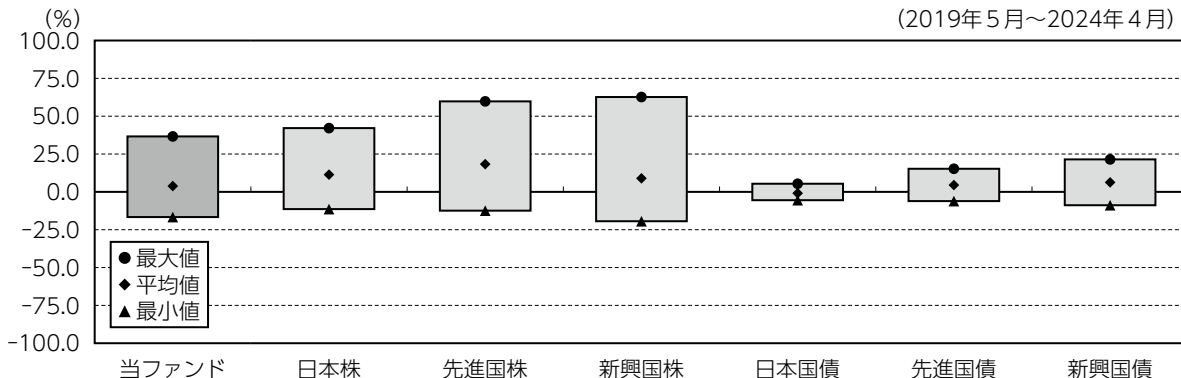 (%)
(2019年5月～2024年4月)
100.0
75.0
50.0
25.0
0.0
-25.0
-50.0
-75.0
-100.0
●最大値
◆平均値
▲最小値
当ファンド 日本株 先進国株 新興国株 日本国債 先進国債 新興国債